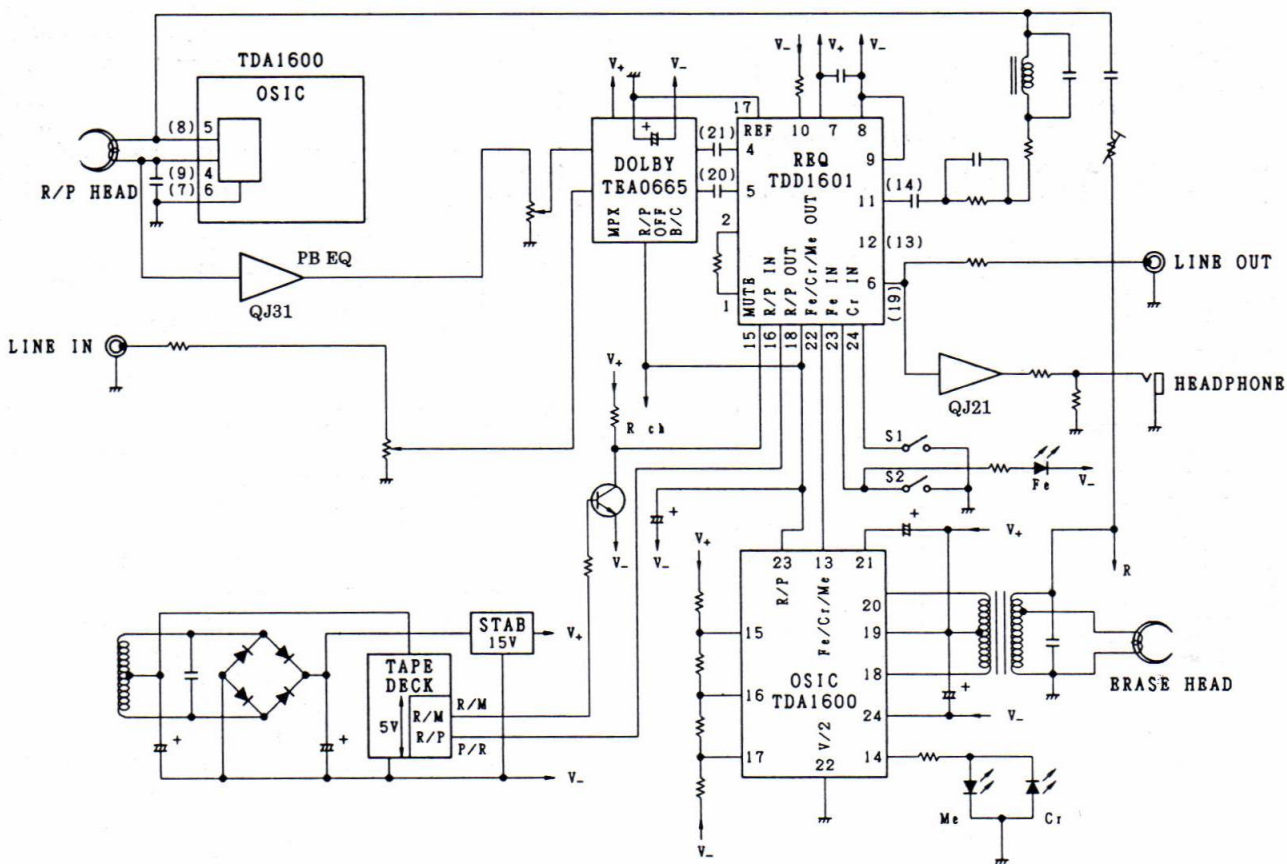 TDA1600
OSIC
(8) 5
(9) 4
(7) 6
R/P HEAD
PB EQ
QJ31
LINE IN
V+
V-
+
DOLBY
TEA0665
MPX
R/P
OFF
B/C
(21)
(20)
R ch
V-
V+
V-
17
REF
10
7
8
4
5
REQ
TDD1601
9
11
(14)
2
1
12 (13)
6
(19)
MUTE
R/P IN
R/P OUT
Fe/Cr/Me OUT
Fe IN
Cr IN
15
16
18
22
23
24
LINE OUT
QJ21
HEADPHONE
S1
S2
Fe
V-
V+
V-
+
V-
V+
+
V+
R
23
13
21
R/P
Fe/Cr/Me
20
15
19
OSIC
TDA1600
18
16
24
+
V-
V/2
17
22
14
V-
Me
Cr
ERASE HEAD
STAB
15V
V+
TAPE
DECK
5V
R/M
R/P
R/M
P/R
+
+
V-